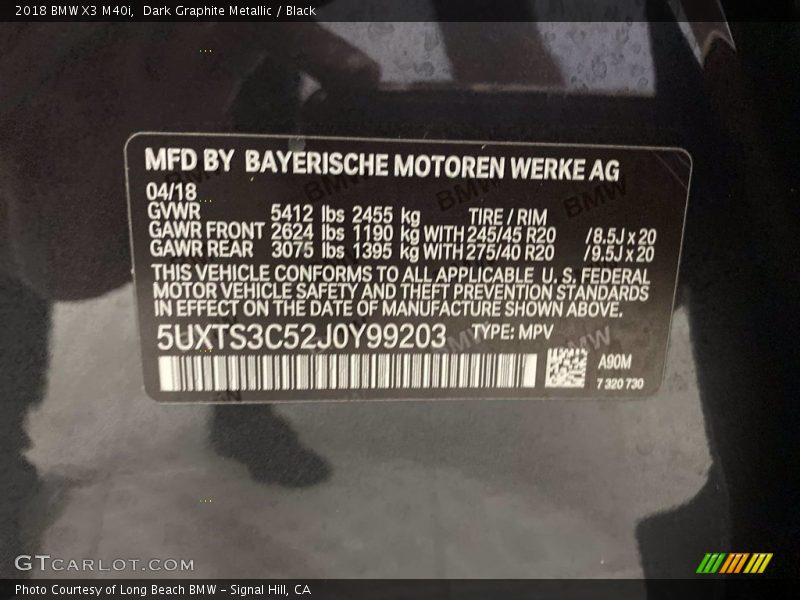 2018 BMW X3 M40i,  Dark Graphite Metallic / Black
MFD BY BAYERISCHE MOTOREN WERKE AG
04/18
GVWR 5412 lbs 2455 kg TIRE / RIM
GAWR FRONT 2624 lbs 1190 kg WITH 245/45 R20 /8.5J x 20
GAWR REAR 3075 lbs 1395 kg WITH 275/40 R20 /9.5J x 20
THIS VEHICLE CONFORMS TO ALL APPLICABLE U. S. FEDERAL
MOTOR VEHICLE SAFETY AND THEFT PREVENTION STANDARDS
IN EFFECT ON THE DATE OF MANUFACTURE SHOWN ABOVE.
5UXTS3C52J0Y99203 TYPE: MPV
A90M
7 320 730
GTCARLOT.COM
Photo Courtesy of Long Beach BMW - Signal Hill, CA